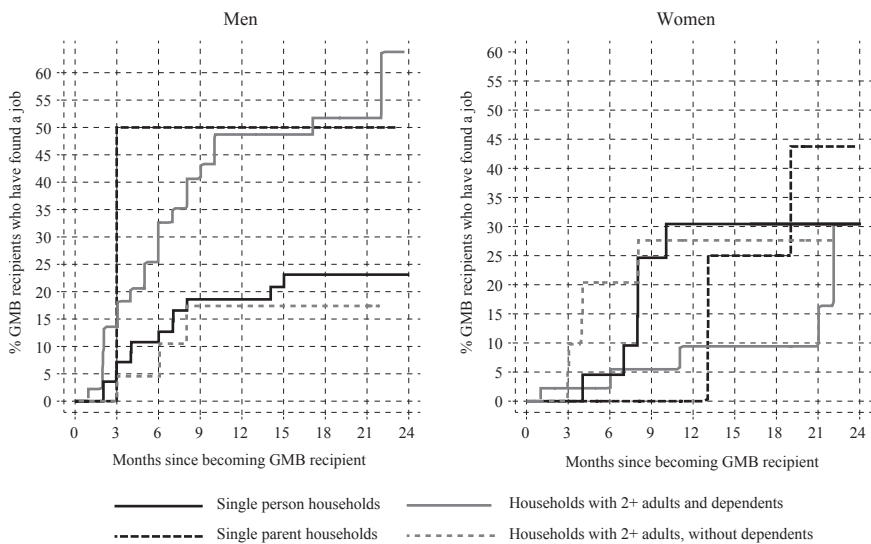 Men
Women
% GMB recipients who have found a job
60
55
50
45
40
35
30
25
20
15
10
5
0
0 3 6 9 12 15 18 21 24
Months since becoming GMB recipient
% GMB recipients who have found a job
60
55
50
45
40
35
30
25
20
15
10
5
0
0 3 6 9 12 15 18 21 24
Months since becoming GMB recipient
Single person households
Households with 2+ adults and dependents
Single parent households
Households with 2+ adults, without dependents